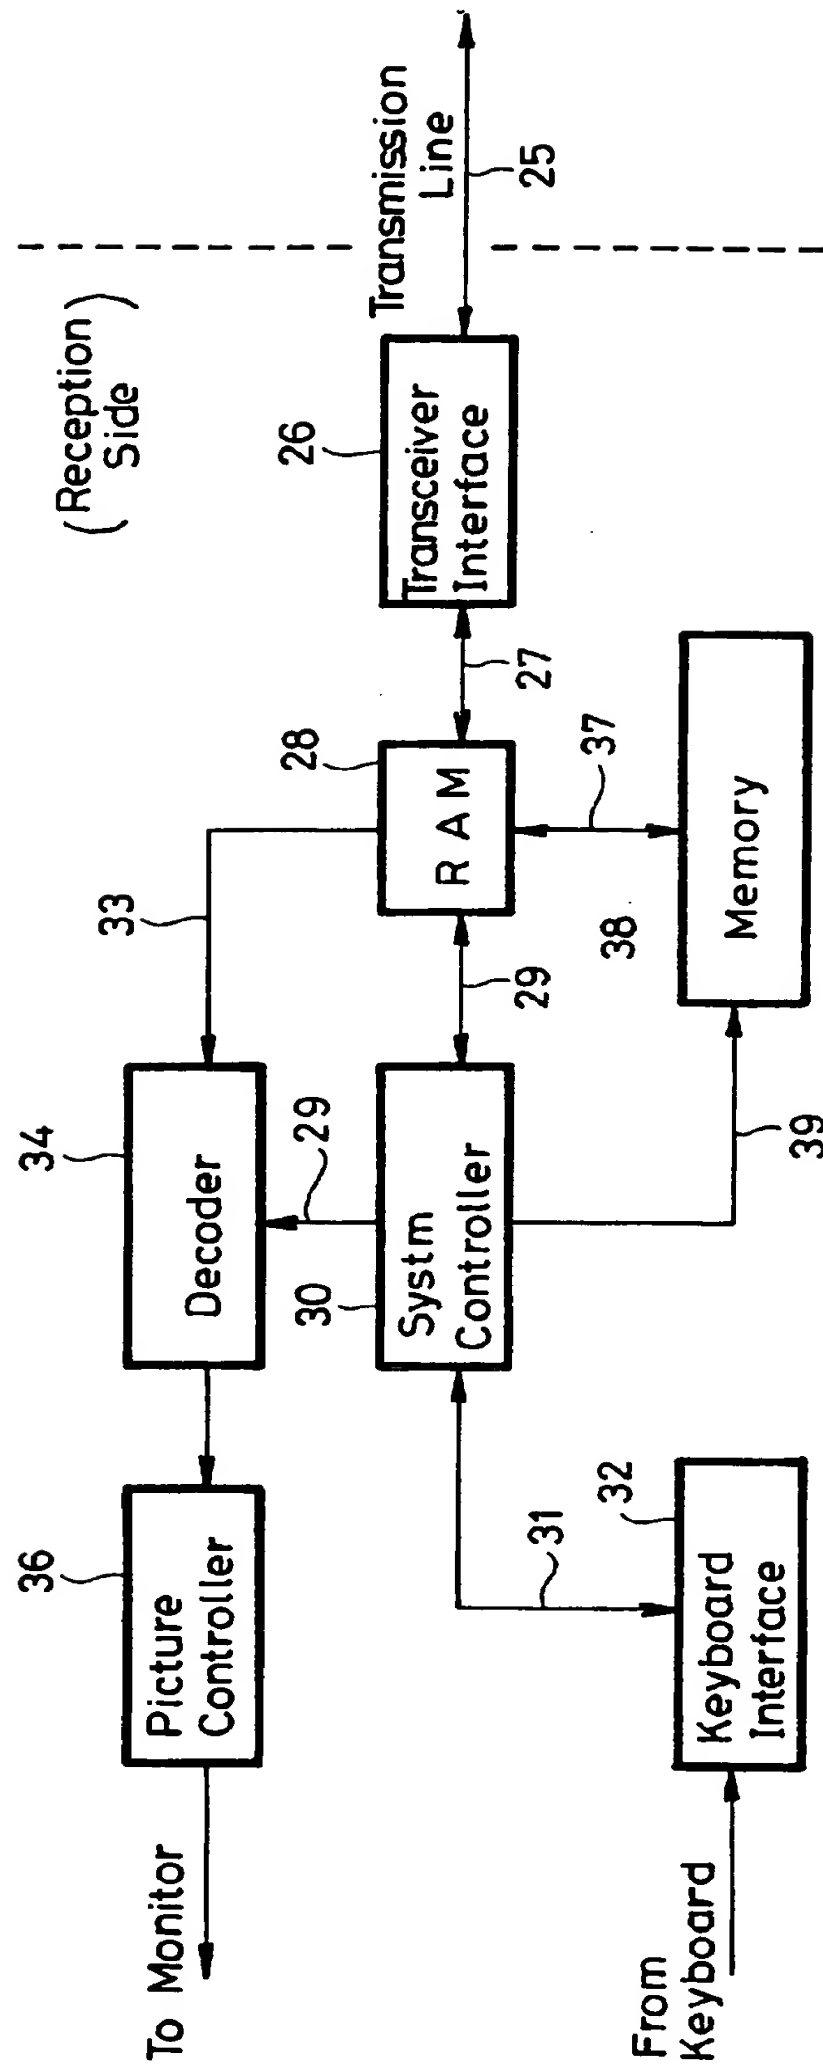 (Reception
Side)
Transmission
Line
25
26
Transceiver
Interface
27
28
RAM
37
33
29
38
Memory
34
Decoder
29
30
Systm
Controller
39
36
Picture
Controller
31
32
Keyboard
Interface
To Monitor
From
Keyboard